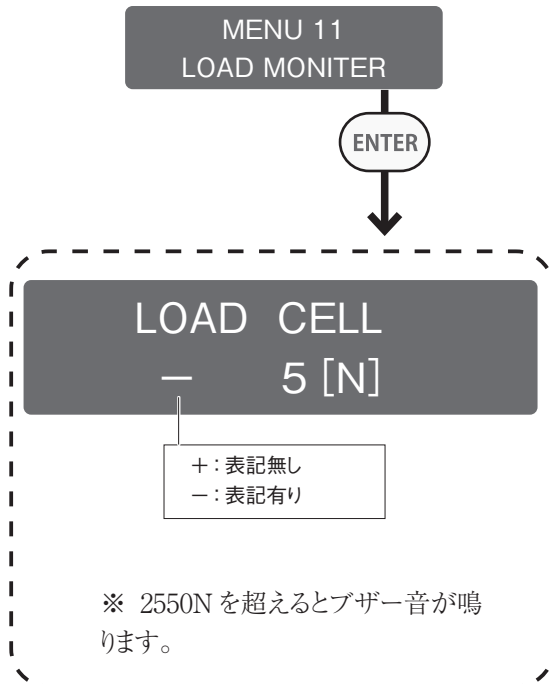 MENU 11
LOAD MONITER
ENTER
LOAD CELL
— 5 [N]
＋：表記無し
－：表記有り
※ 2550N を超えるとブザー音が鳴
ります。